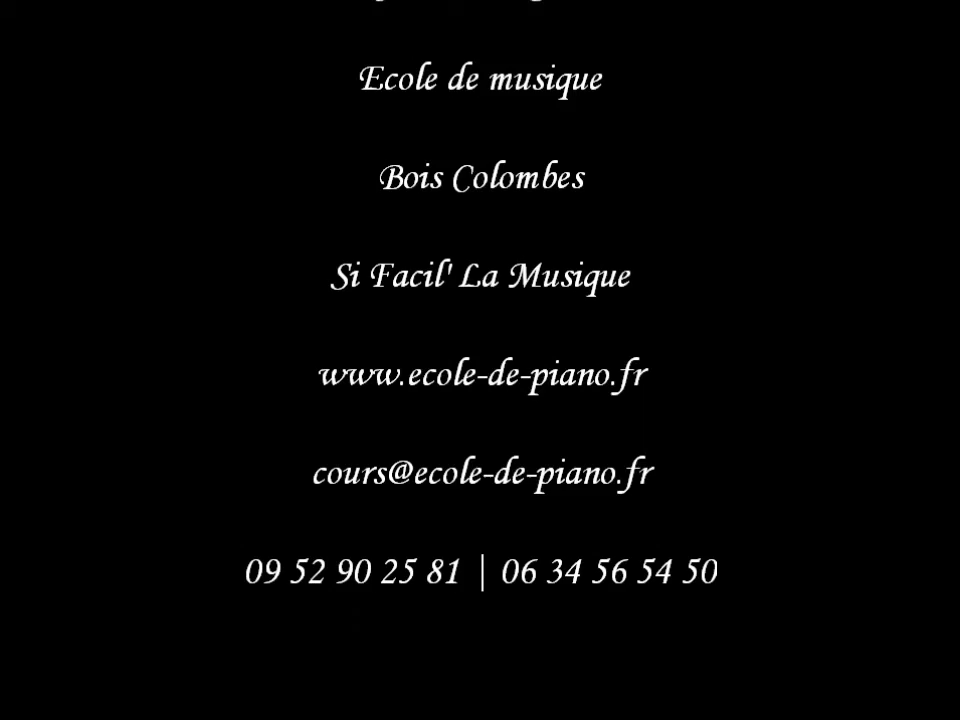 Ecole de musique
Bois Colombes
Si Facil' La Musique
www.ecole-de-piano.fr
cours@ecole-de-piano.fr
09 52 90 25 81 | 06 34 56 54 50